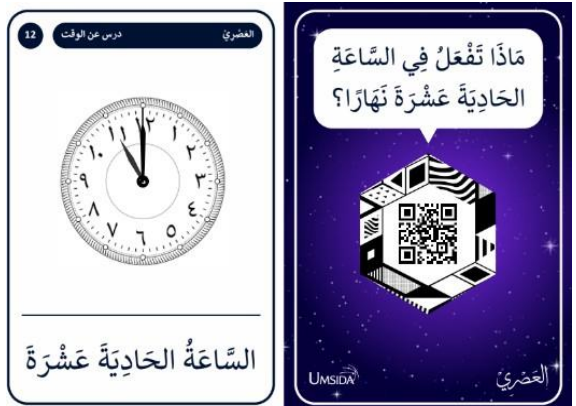 العَصْرِيّ
درس عن الوقت
12
١٢
١
٢
٣
٤
٥
٦
٧
٨
٩
١٠
١١
السَّاعَةُ الحَادِيَةَ عَشْرَةَ
مَاذَا تَفْعَلُ فِي السَّاعَةِ
الحَادِيَةَ عَشْرَةَ نَهَارًا؟
UMSIDA
العَصْرِي